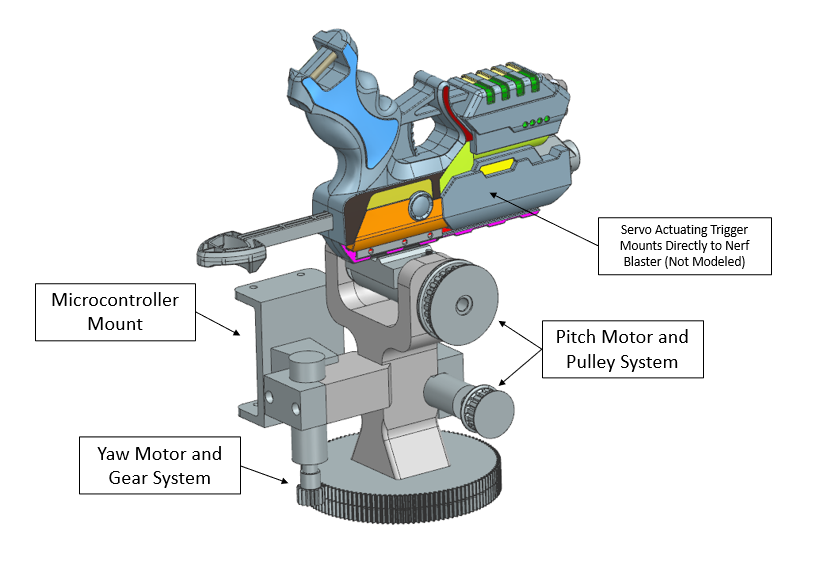 Servo Actuating Trigger
Mounts Directly to Nerf
Blaster (Not Modeled)
Microcontroller
Mount
Pitch Motor and
Pulley System
Yaw Motor and
Gear System